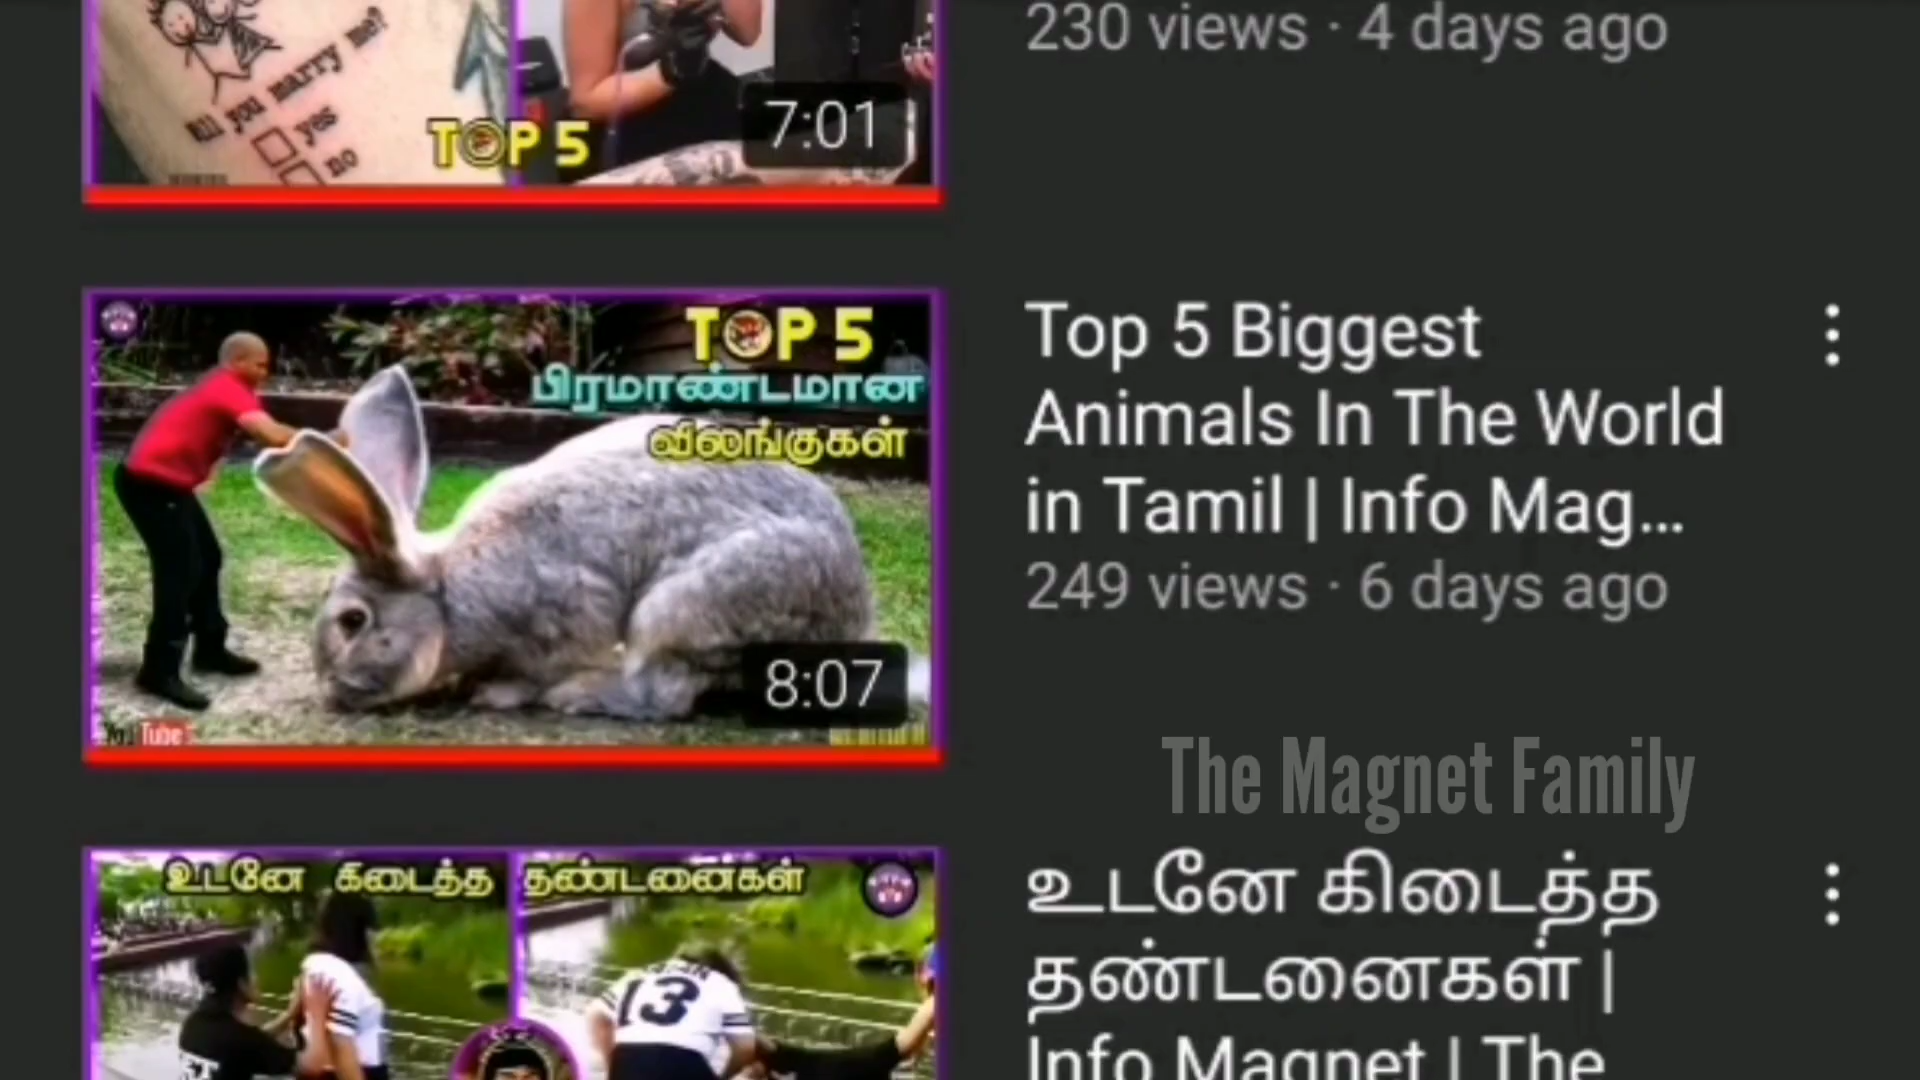 230 views · 4 days ago
you marry me?
yes
no
TOP 5
7:01
TOP 5
பிரமாண்டமான
விலங்குகள்
8:07
Tube
Top 5 Biggest
Animals In The World
in Tamil | Info Mag...
249 views · 6 days ago
The Magnet Family
உடனே கிடைத்த தண்டனைகள்
13
உடனே கிடைத்த
தண்டனைகள் |
Info Magnet | The